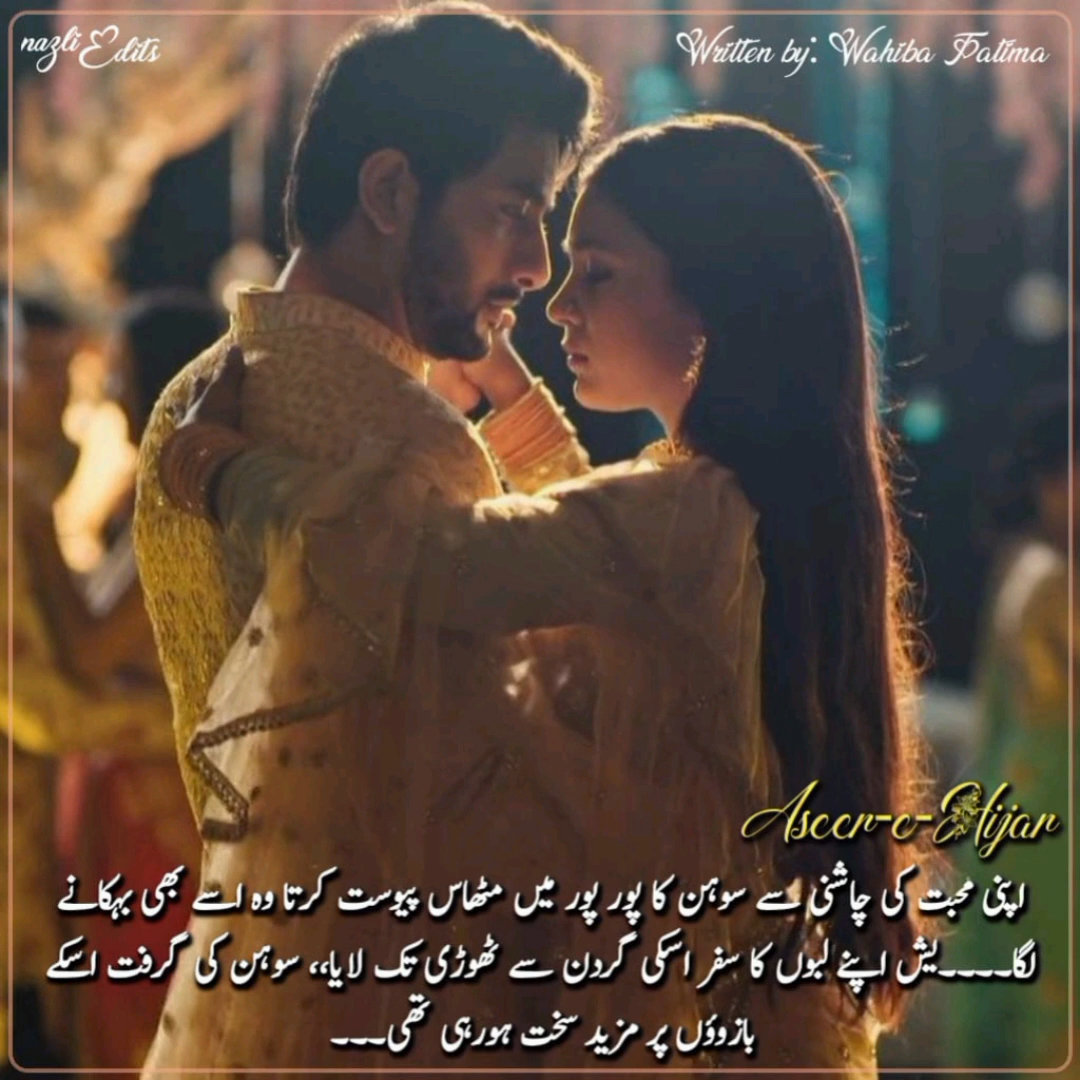 nazli Edits
Written by: Wahiba Fatima
Aseer-e-Hijar
اپنی محبت کی چاشنی سے سوہن کا پور پور میں مٹھاس پیوست کرتا وہ اسے بھی بہکانے
لگا۔۔۔۔یش اپنے لبوں کا سفر اسکی گردن سے ٹھوڑی تک لایا،، سوہن کی گرفت اسکے
بازوؤں پر مزید سخت ہورہی تھی۔۔۔